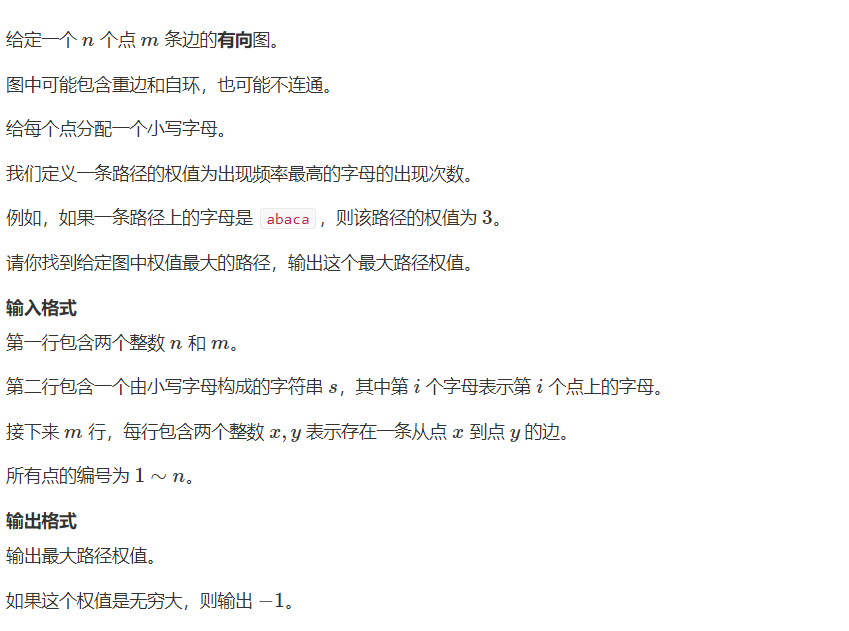 给定一个 n 个点 m 条边的有向图。
图中可能包含重边和自环，也可能不连通。
给每个点分配一个小写字母。
我们定义一条路径的权值为出现频率最高的字母的出现次数。
例如，如果一条路径上的字母是 abaca ，则该路径的权值为 3。
请你找到给定图中权值最大的路径，输出这个最大路径权值。
输入格式
第一行包含两个整数 n 和 m。
第二行包含一个由小写字母构成的字符串 s，其中第 i 个字母表示第 i 个点上的字母。
接下来 m 行，每行包含两个整数 x, y 表示存在一条从点 x 到点 y 的边。
所有点的编号为 1 ∼ n。
输出格式
输出最大路径权值。
如果这个权值是无穷大，则输出 −1。